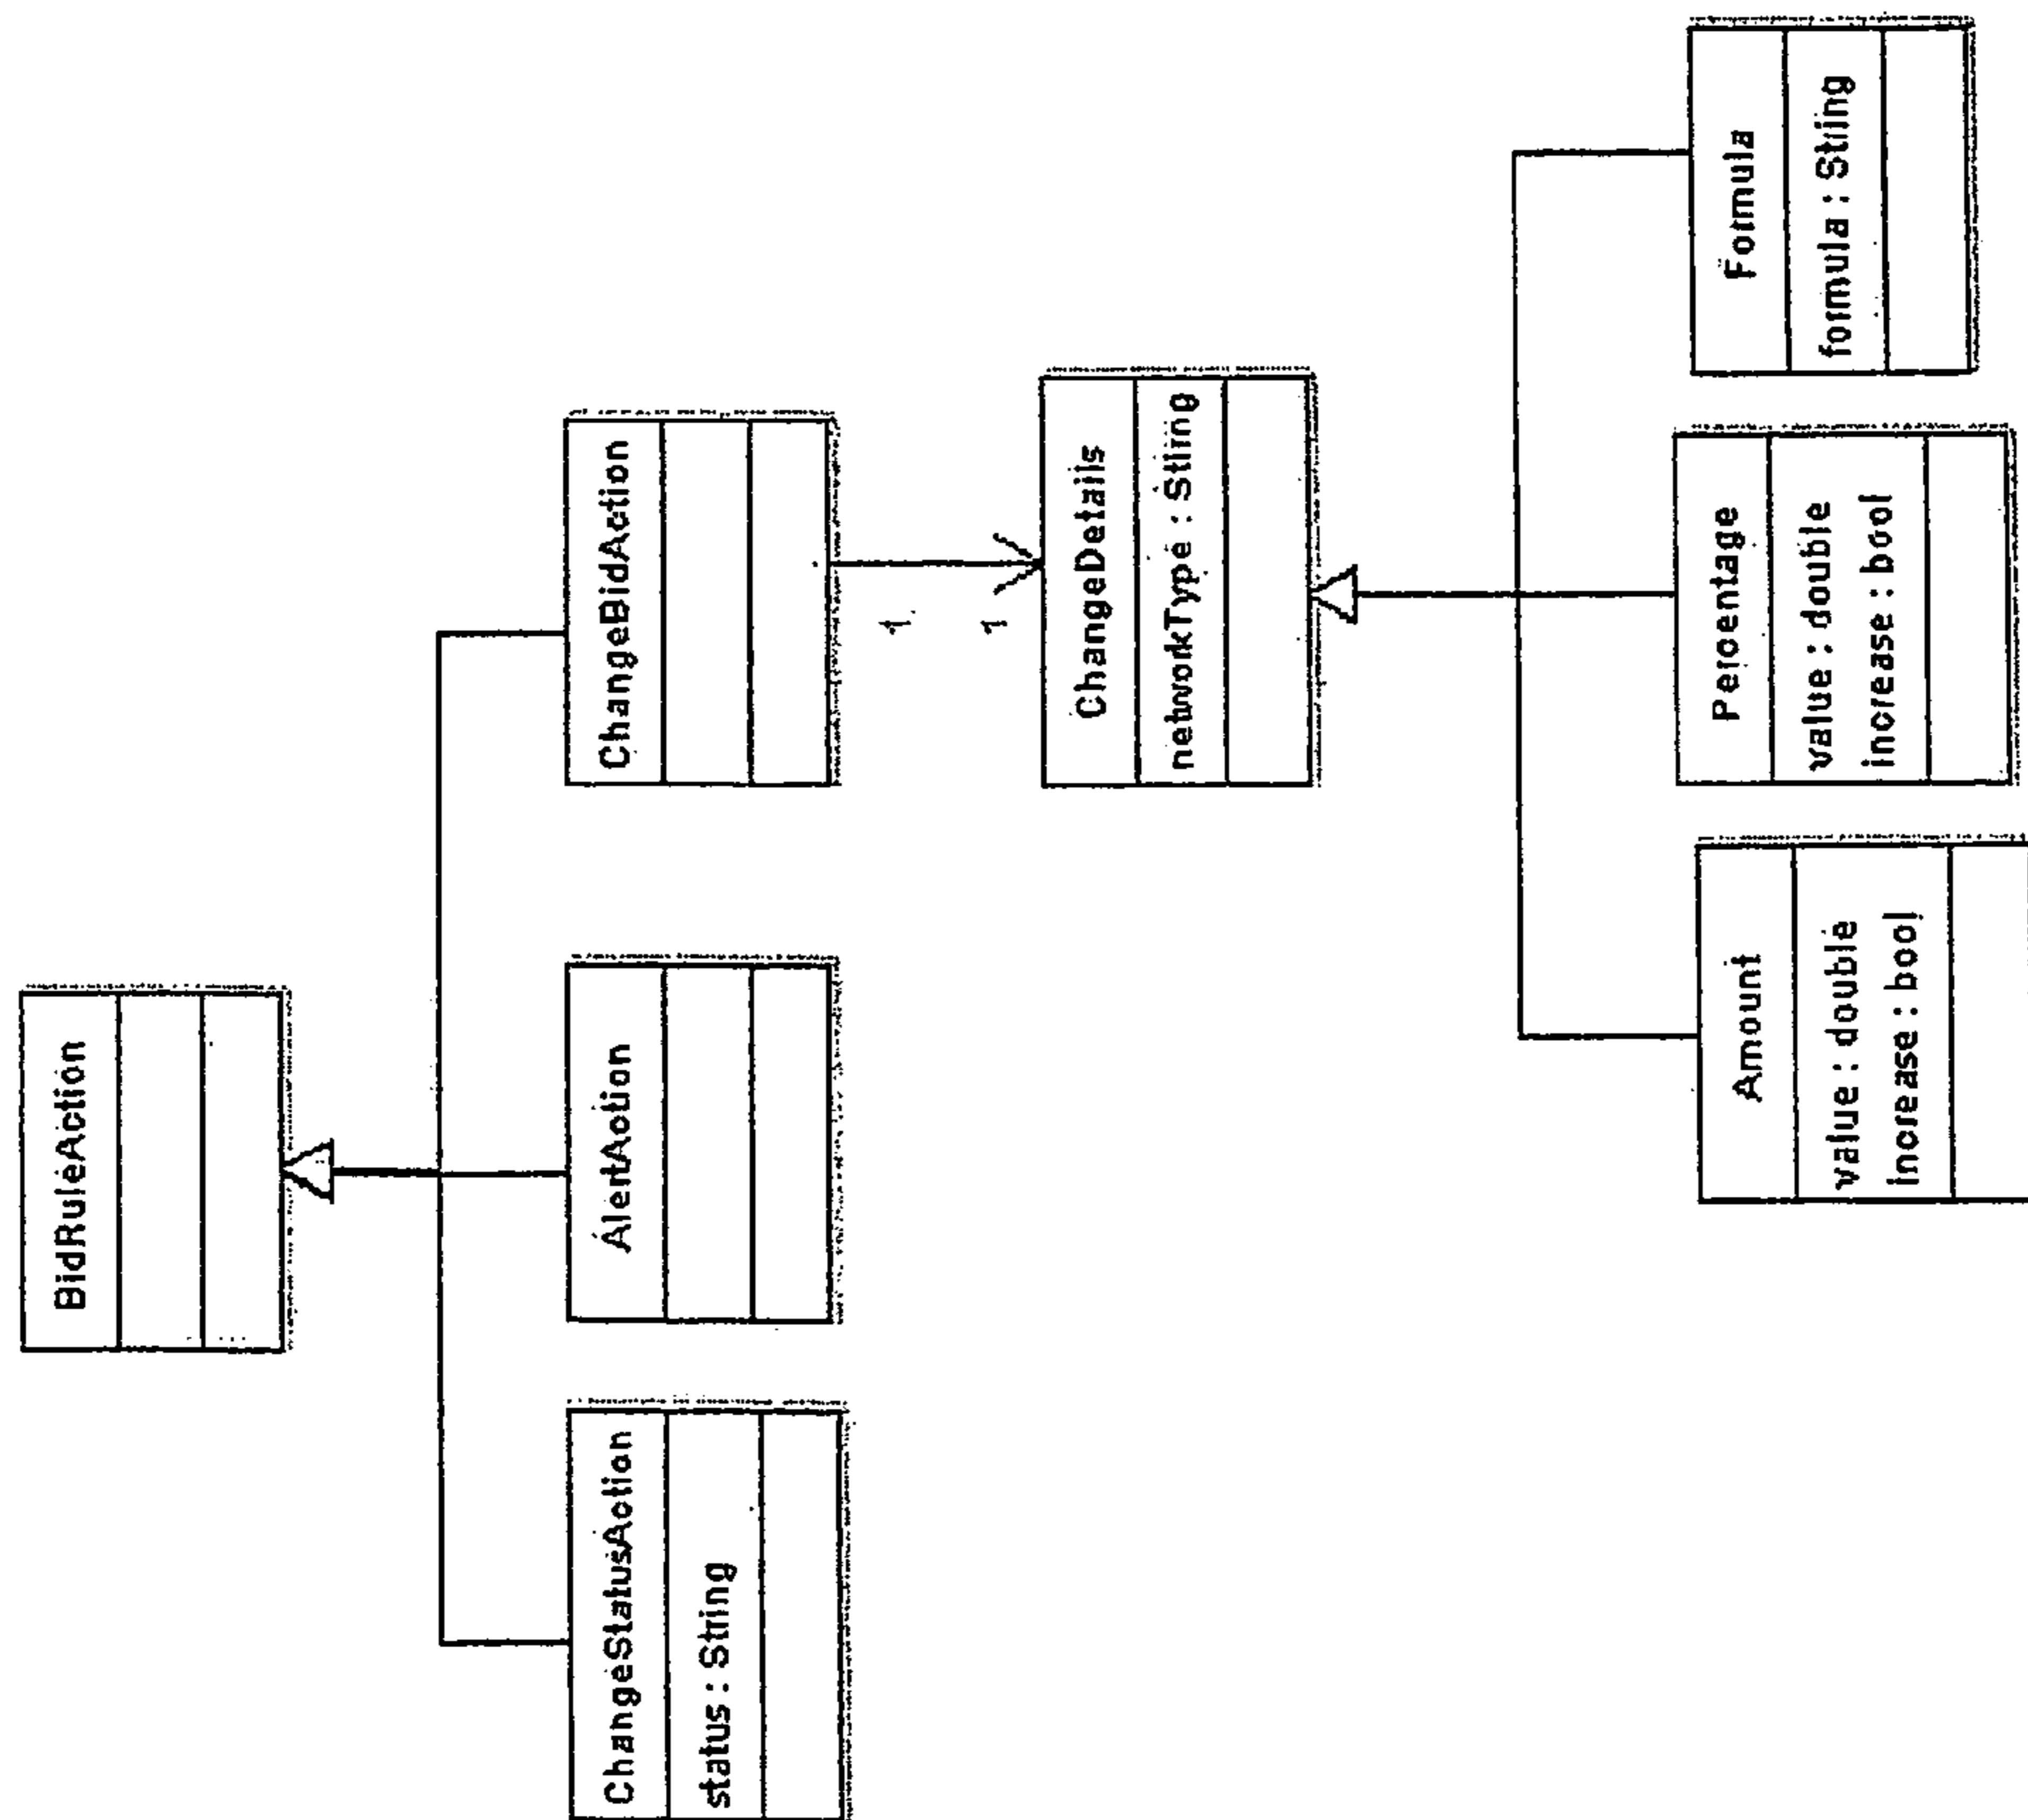 BidRuleAction
ChangeStatusAction
status : String
AlertAction
ChangeBidAction
1
1
ChangeDetails
networkType : String
Amount
value : double
increase : bool
Percentage
value : double
increase : bool
Formula
formula : String